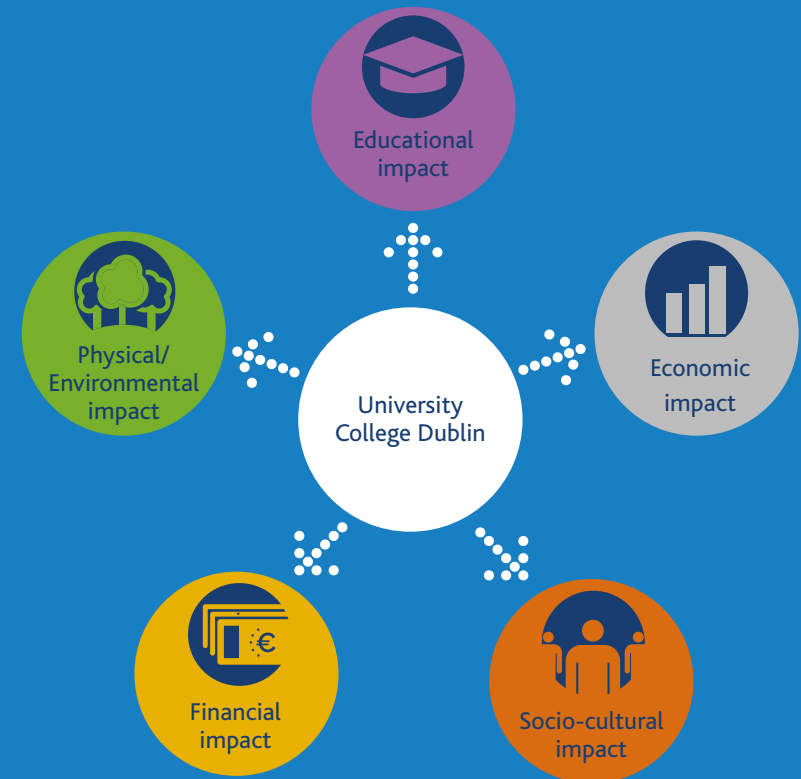 Educational
impact
Physical/
Environmental
impact
Economic
impact
University
College Dublin
€
Financial
impact
Socio-cultural
impact